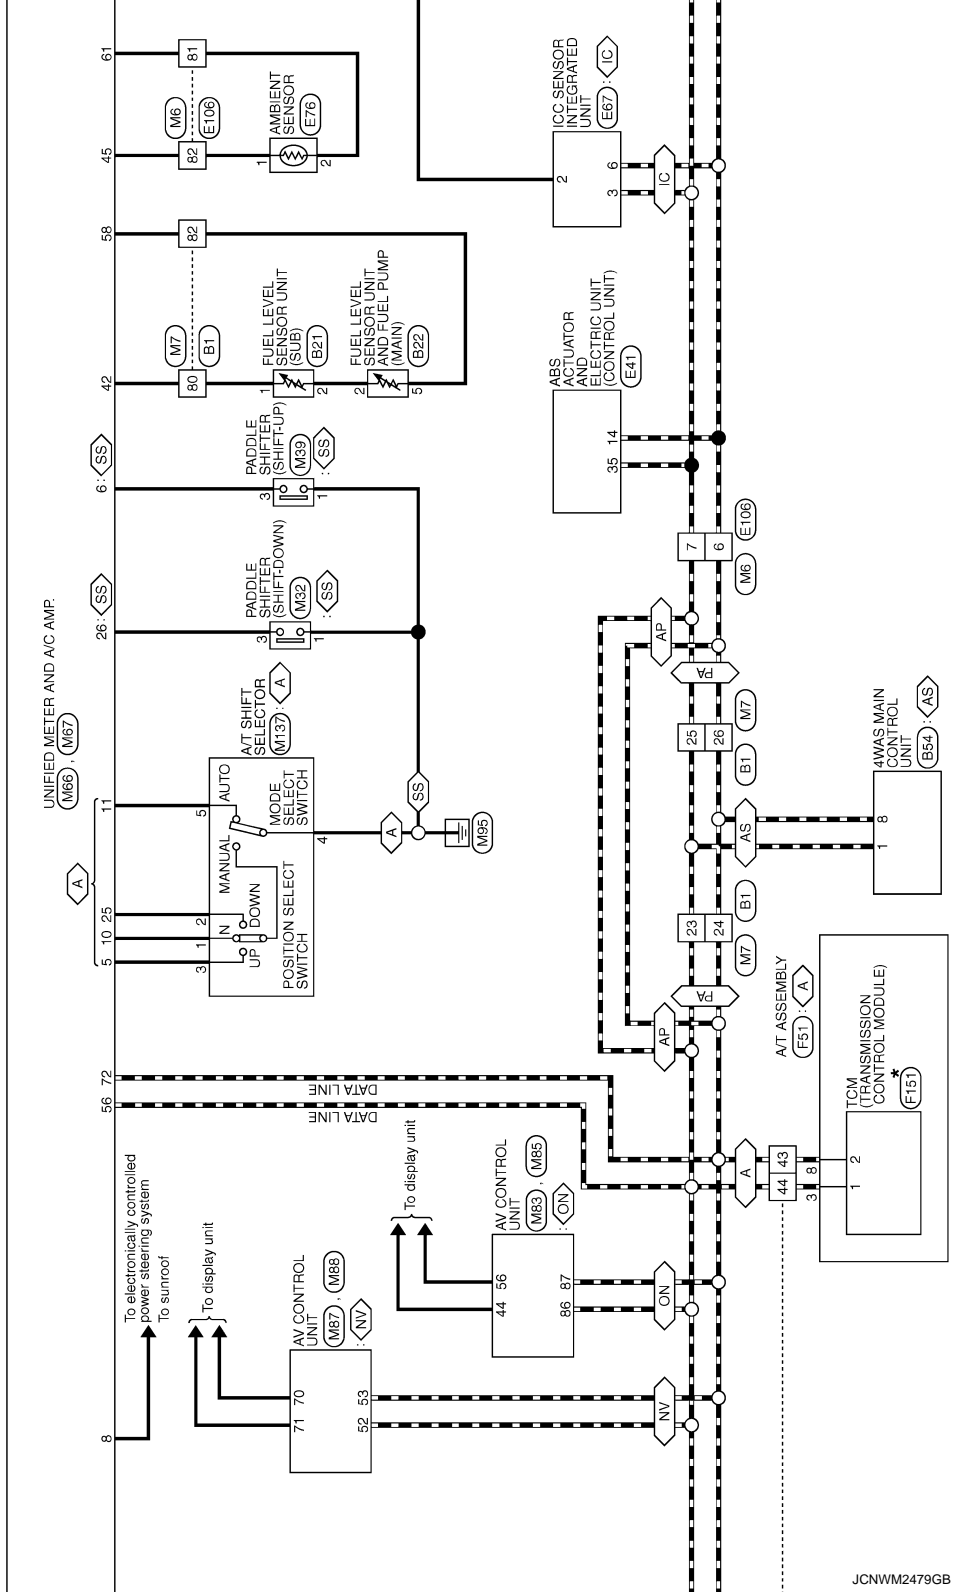 UNIFIED METER AND A/C AMP.
M66 , M67
8
To electronically controlled
power steering system
To sunroof
To display unit
71
70
AV CONTROL
UNIT
M87 , M88
: NV
52
53
NV
To display unit
44
56
AV CONTROL
UNIT
M83 , M85
: ON
86
87
ON
56
72
DATA LINE
DATA LINE
A
44
43
3
8
1
2
TCM
(TRANSMISSION
CONTROL MODULE)
*
F151
A/T ASSEMBLY
F51 : A
A
5
10
25
11
3
1
2
5
UP
N
DOWN
MANUAL
AUTO
POSITION SELECT
SWITCH
MODE
SELECT
SWITCH
4
A/T SHIFT
SELECTOR
M137 : A
A
SS
M95
26 : SS
3
1
PADDLE
SHIFTER
(SHIFT-DOWN)
M32
: SS
6 : SS
3
1
PADDLE
SHIFTER
(SHIFT-UP)
M39
: SS
AP
PA
23
24
M7
B1
AS
1
8
4WAS MAIN
CONTROL
UNIT
B54 : AS
25
26
B1
M7
PA
AP
7
6
M6
E106
35
14
ABS
ACTUATOR
AND
ELECTRIC UNIT
(CONTROL UNIT)
E41
42
58
80
82
M7
B1
1
2
FUEL LEVEL
SENSOR UNIT
(SUB)
B21
2
5
FUEL LEVEL
SENSOR UNIT
AND FUEL PUMP
(MAIN)
B22
45
61
82
81
M6
E106
1
2
AMBIENT
SENSOR
E76
2
3
6
ICC SENSOR
INTEGRATED
UNIT
E67 : IC
IC
JCNWM2479GB